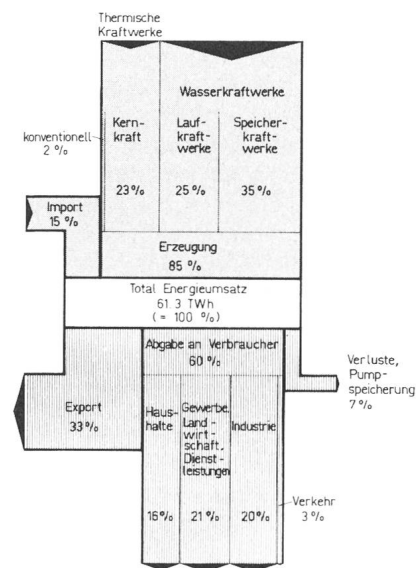 Thermische
Kraftwerke
Wasserkraftwerke
konventionell
2 %
Kern-
kraft
23 %
Lauf-
kraft-
werke
25 %
Speicher-
kraft-
werke
35 %
Import
15 %
Erzeugung
85 %
Total Energieumsatz
61.3 TWh
(= 100 %)
Abgabe an Verbraucher
60 %
Verluste,
Pump-
speicherung
7 %
Export
33 %
Haus-
halte
16 %
Gewerbe,
Land-
wirt-
schaft,
Dienst-
leistungen
21 %
Industrie
20 %
Verkehr
3 %